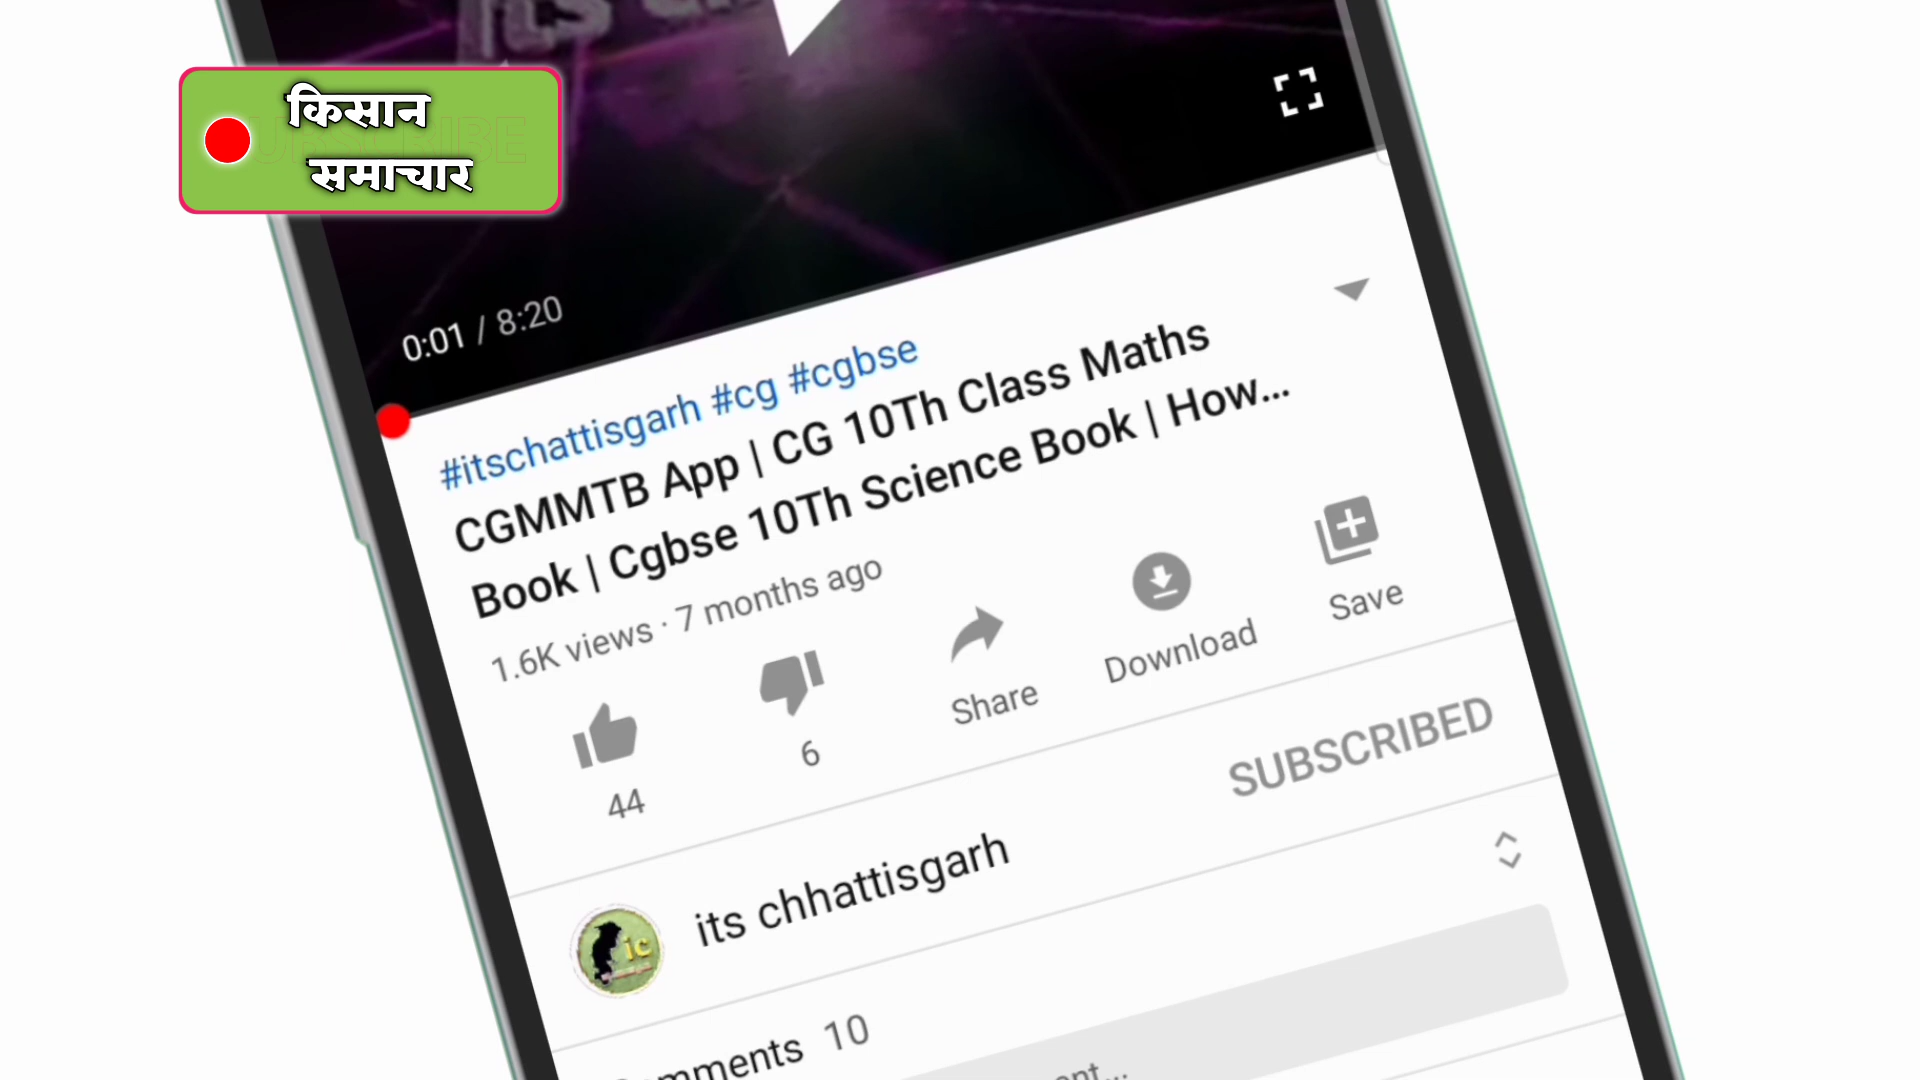 किसान
समाचार
0:01 / 8:20
#itschattisgarh #cg #cgbse
CGMMTB App | CG 10Th Class Maths
Book | Cgbse 10Th Science Book | How...
1.6K views · 7 months ago
44
6
Share
Download
Save
SUBSCRIBED
ic
its chhattisgarh
10